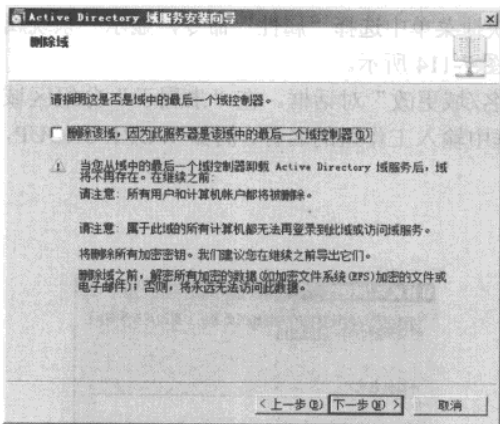 Active Directory 域服务安装向导
删除域
请指明这是否是域中的最后一个域控制器。
删除该域，因为此服务器是该域中的最后一个域控制器(D)
当您从域中的最后一个域控制器卸载 Active Directory 域服务后，域
将不再存在。在继续之前:
请注意: 所有用户和计算机帐户都将被删除。
请注意: 属于此域的所有计算机都无法再登录到此域或访问域服务。
将删除所有加密密钥。我们建议您在继续之前导出它们。
删除域之前，解密所有加密的数据(如加密文件系统(EFS)加密的文件或
电子邮件)；否则，将永远无法访问此数据。
< 上一步(B) 下一步(N) > 取消